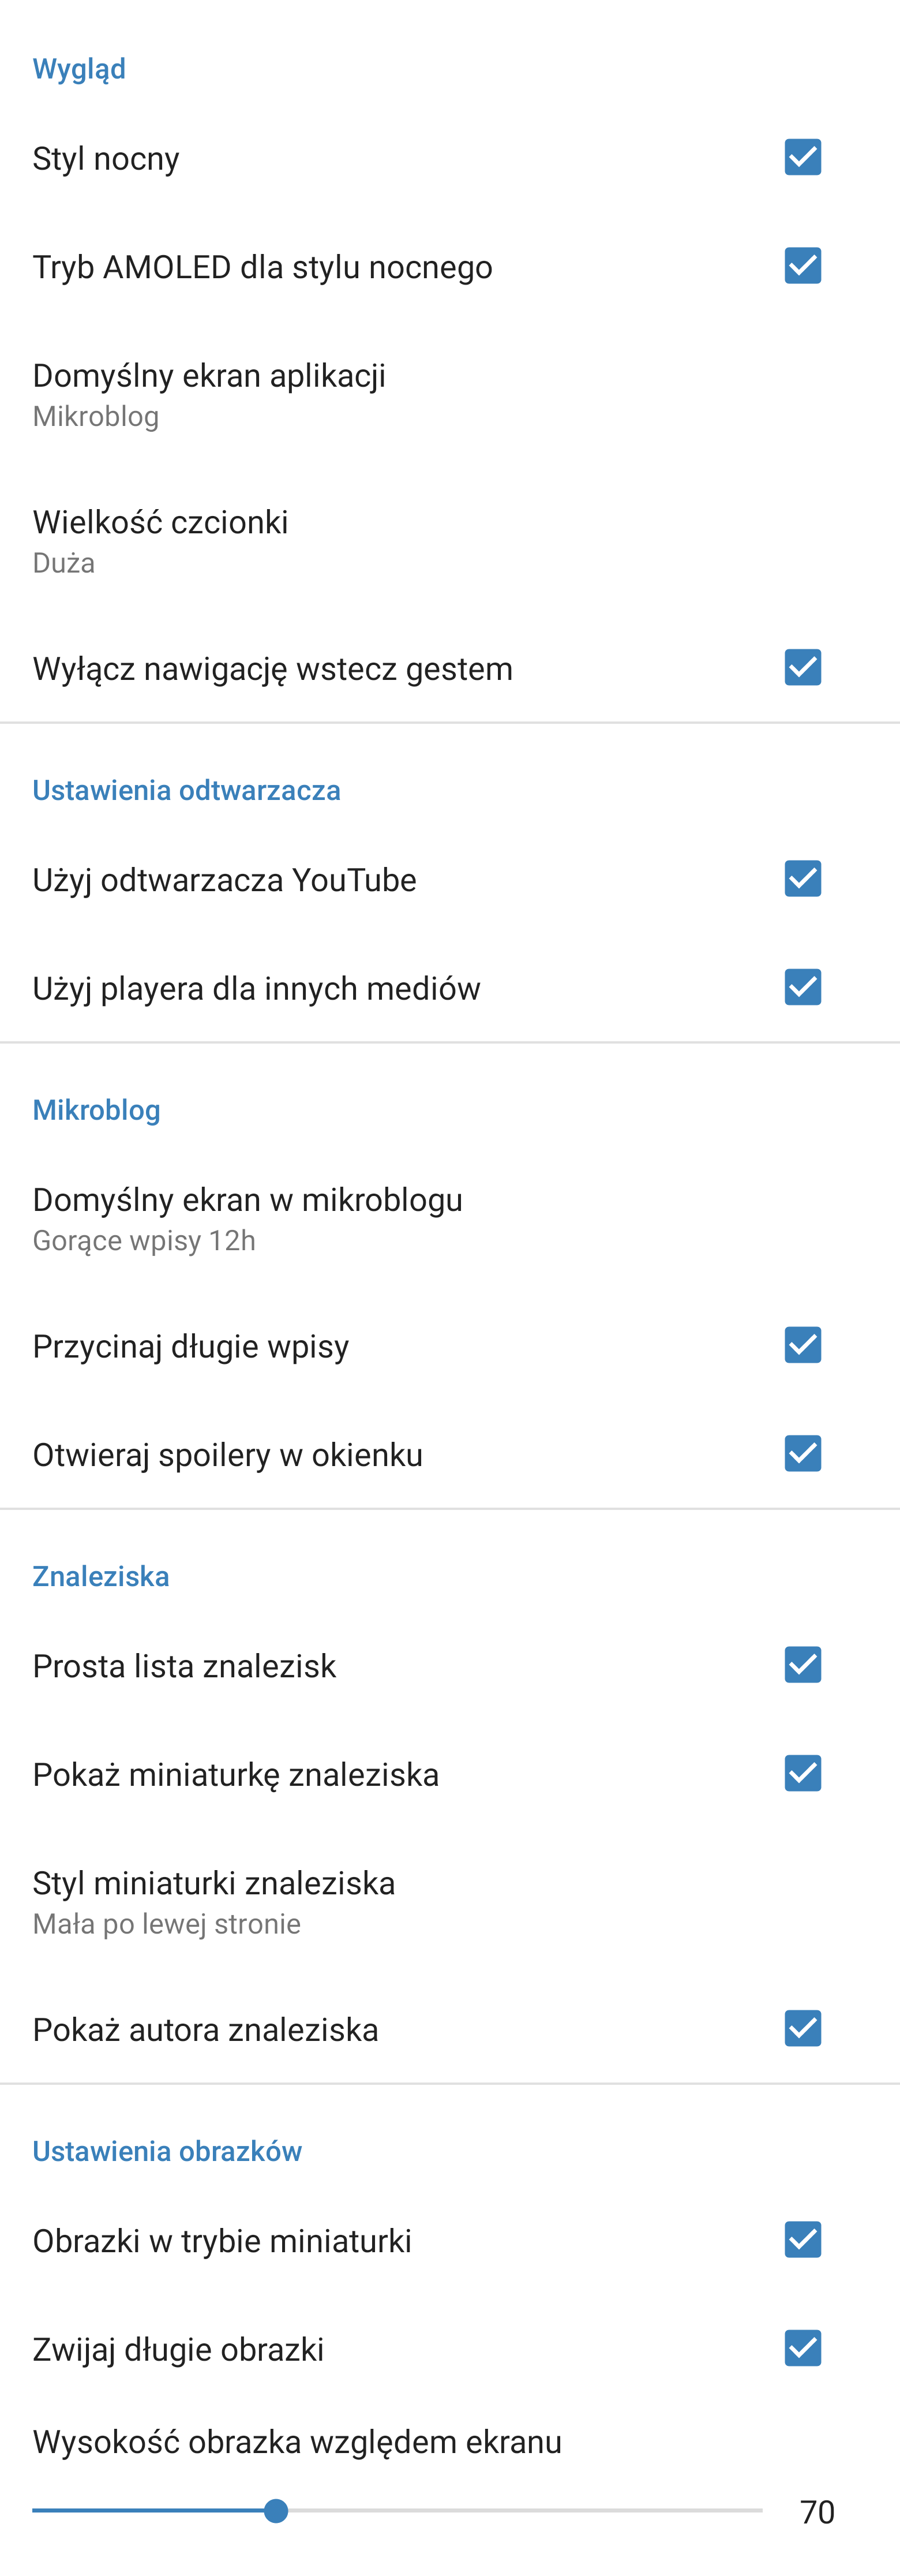 Wygląd
Styl nocny
Tryb AMOLED dla stylu nocnego
Domyślny ekran aplikacji
Mikroblog
Wielkość czcionki
Duża
Wyłącz nawigację wstecz gestem
Ustawienia odtwarzacza
Użyj odtwarzacza YouTube
Użyj playera dla innych mediów
Mikroblog
Domyślny ekran w mikroblogu
Gorące wpisy 12h
Przycinaj długie wpisy
Otwieraj spoilery w okienku
Znaleziska
Prosta lista znalezisk
Pokaż miniaturkę znaleziska
Styl miniaturki znaleziska
Mała po lewej stronie
Pokaż autora znaleziska
Ustawienia obrazków
Obrazki w trybie miniaturki
Zwijaj długie obrazki
Wysokość obrazka względem ekranu
70